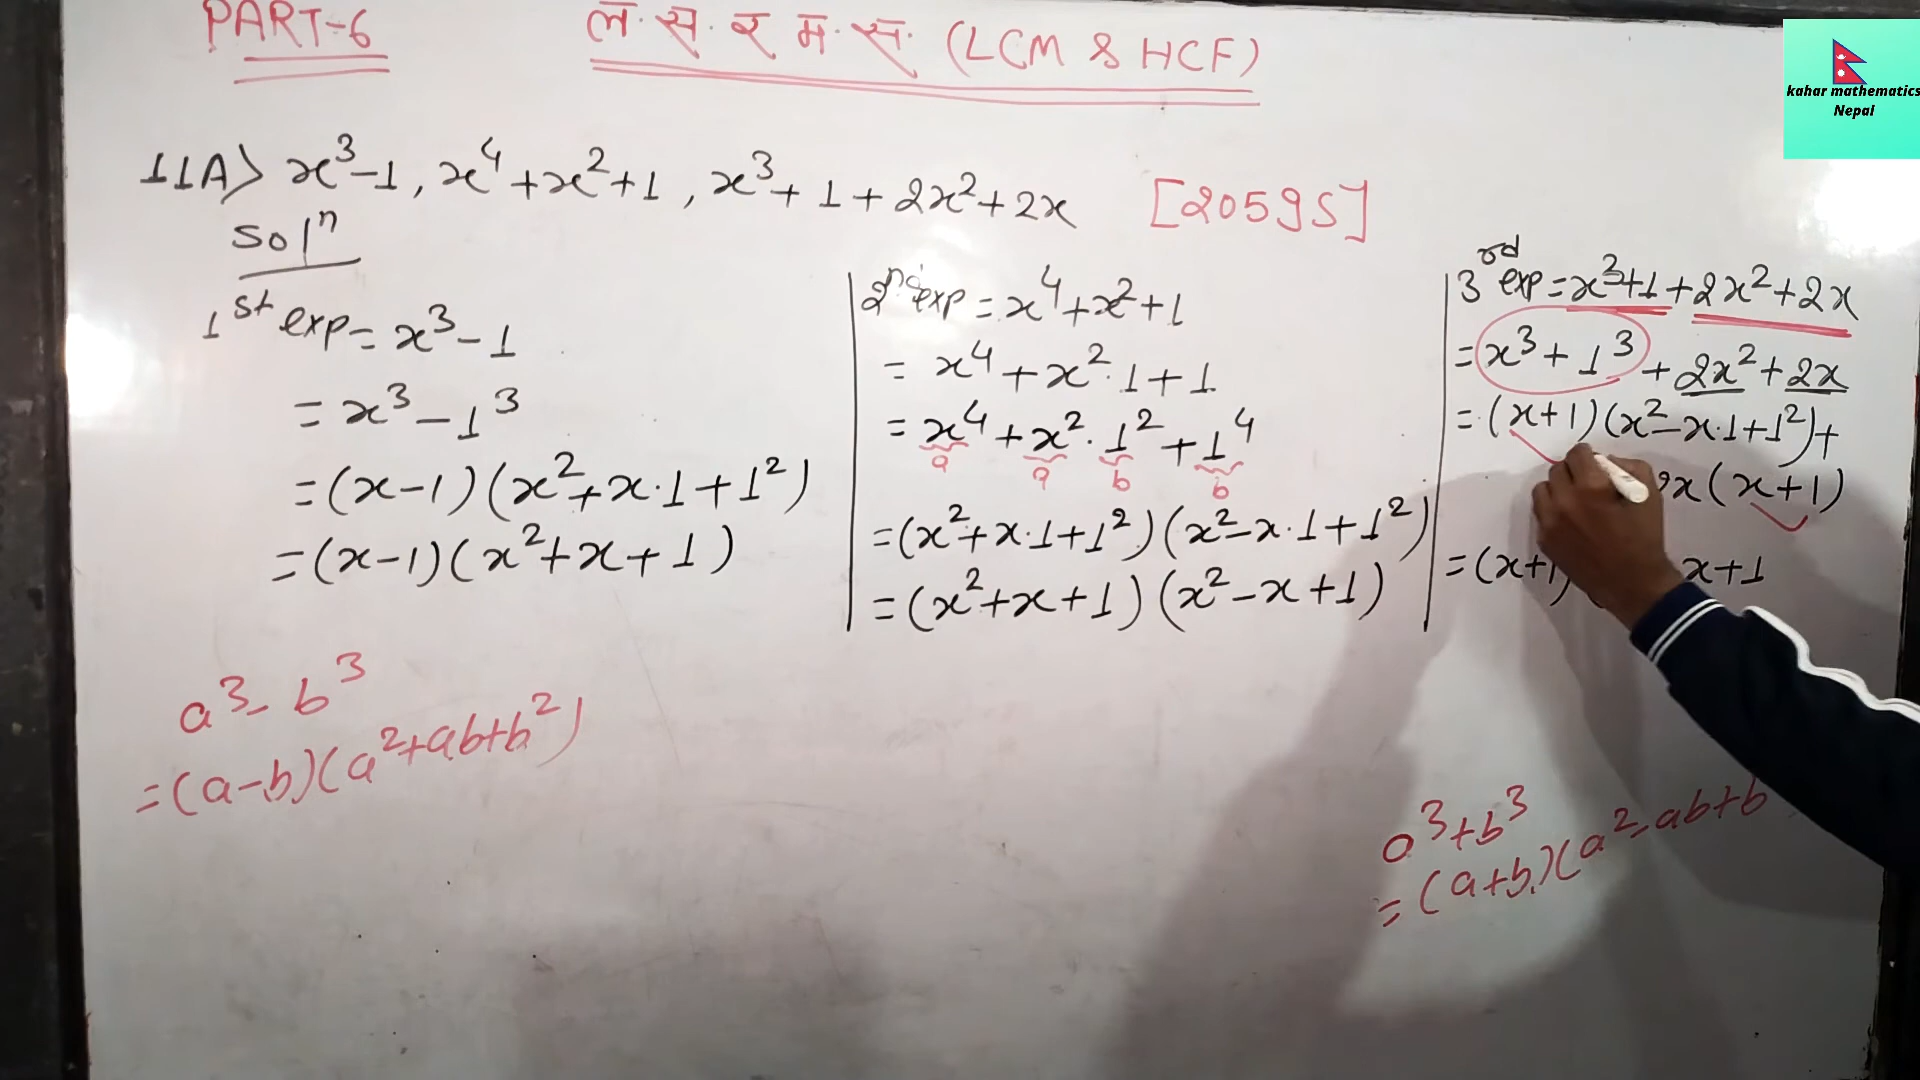 PART-6
ल. स. र म. स. (LCM & HCF)
kahar mathematics
Nepal
11A> x³-1, x⁴+x²+1, x³+1+2x²+2x [2059S]
Solⁿ
1st exp = x³-1
= x³-1³
= (x-1)(x²+x.1+1²)
= (x-1)(x²+x+1)
a³-b³
= (a-b)(a²+ab+b²)
2nd exp = x⁴+x²+1
= x⁴+x².1+1
= x⁴+x².1²+1⁴
a a b b
= (x²+x.1+1²)(x²-x.1+1²)
= (x²+x+1)(x²-x+1)
3rd exp = x³+1+2x²+2x
= x³+1³+2x²+2x
= (x+1)(x²-x.1+1²)+
x(x+1)
= (x+1)( x+1
a³+b³
= (a+b)(a²-ab+b